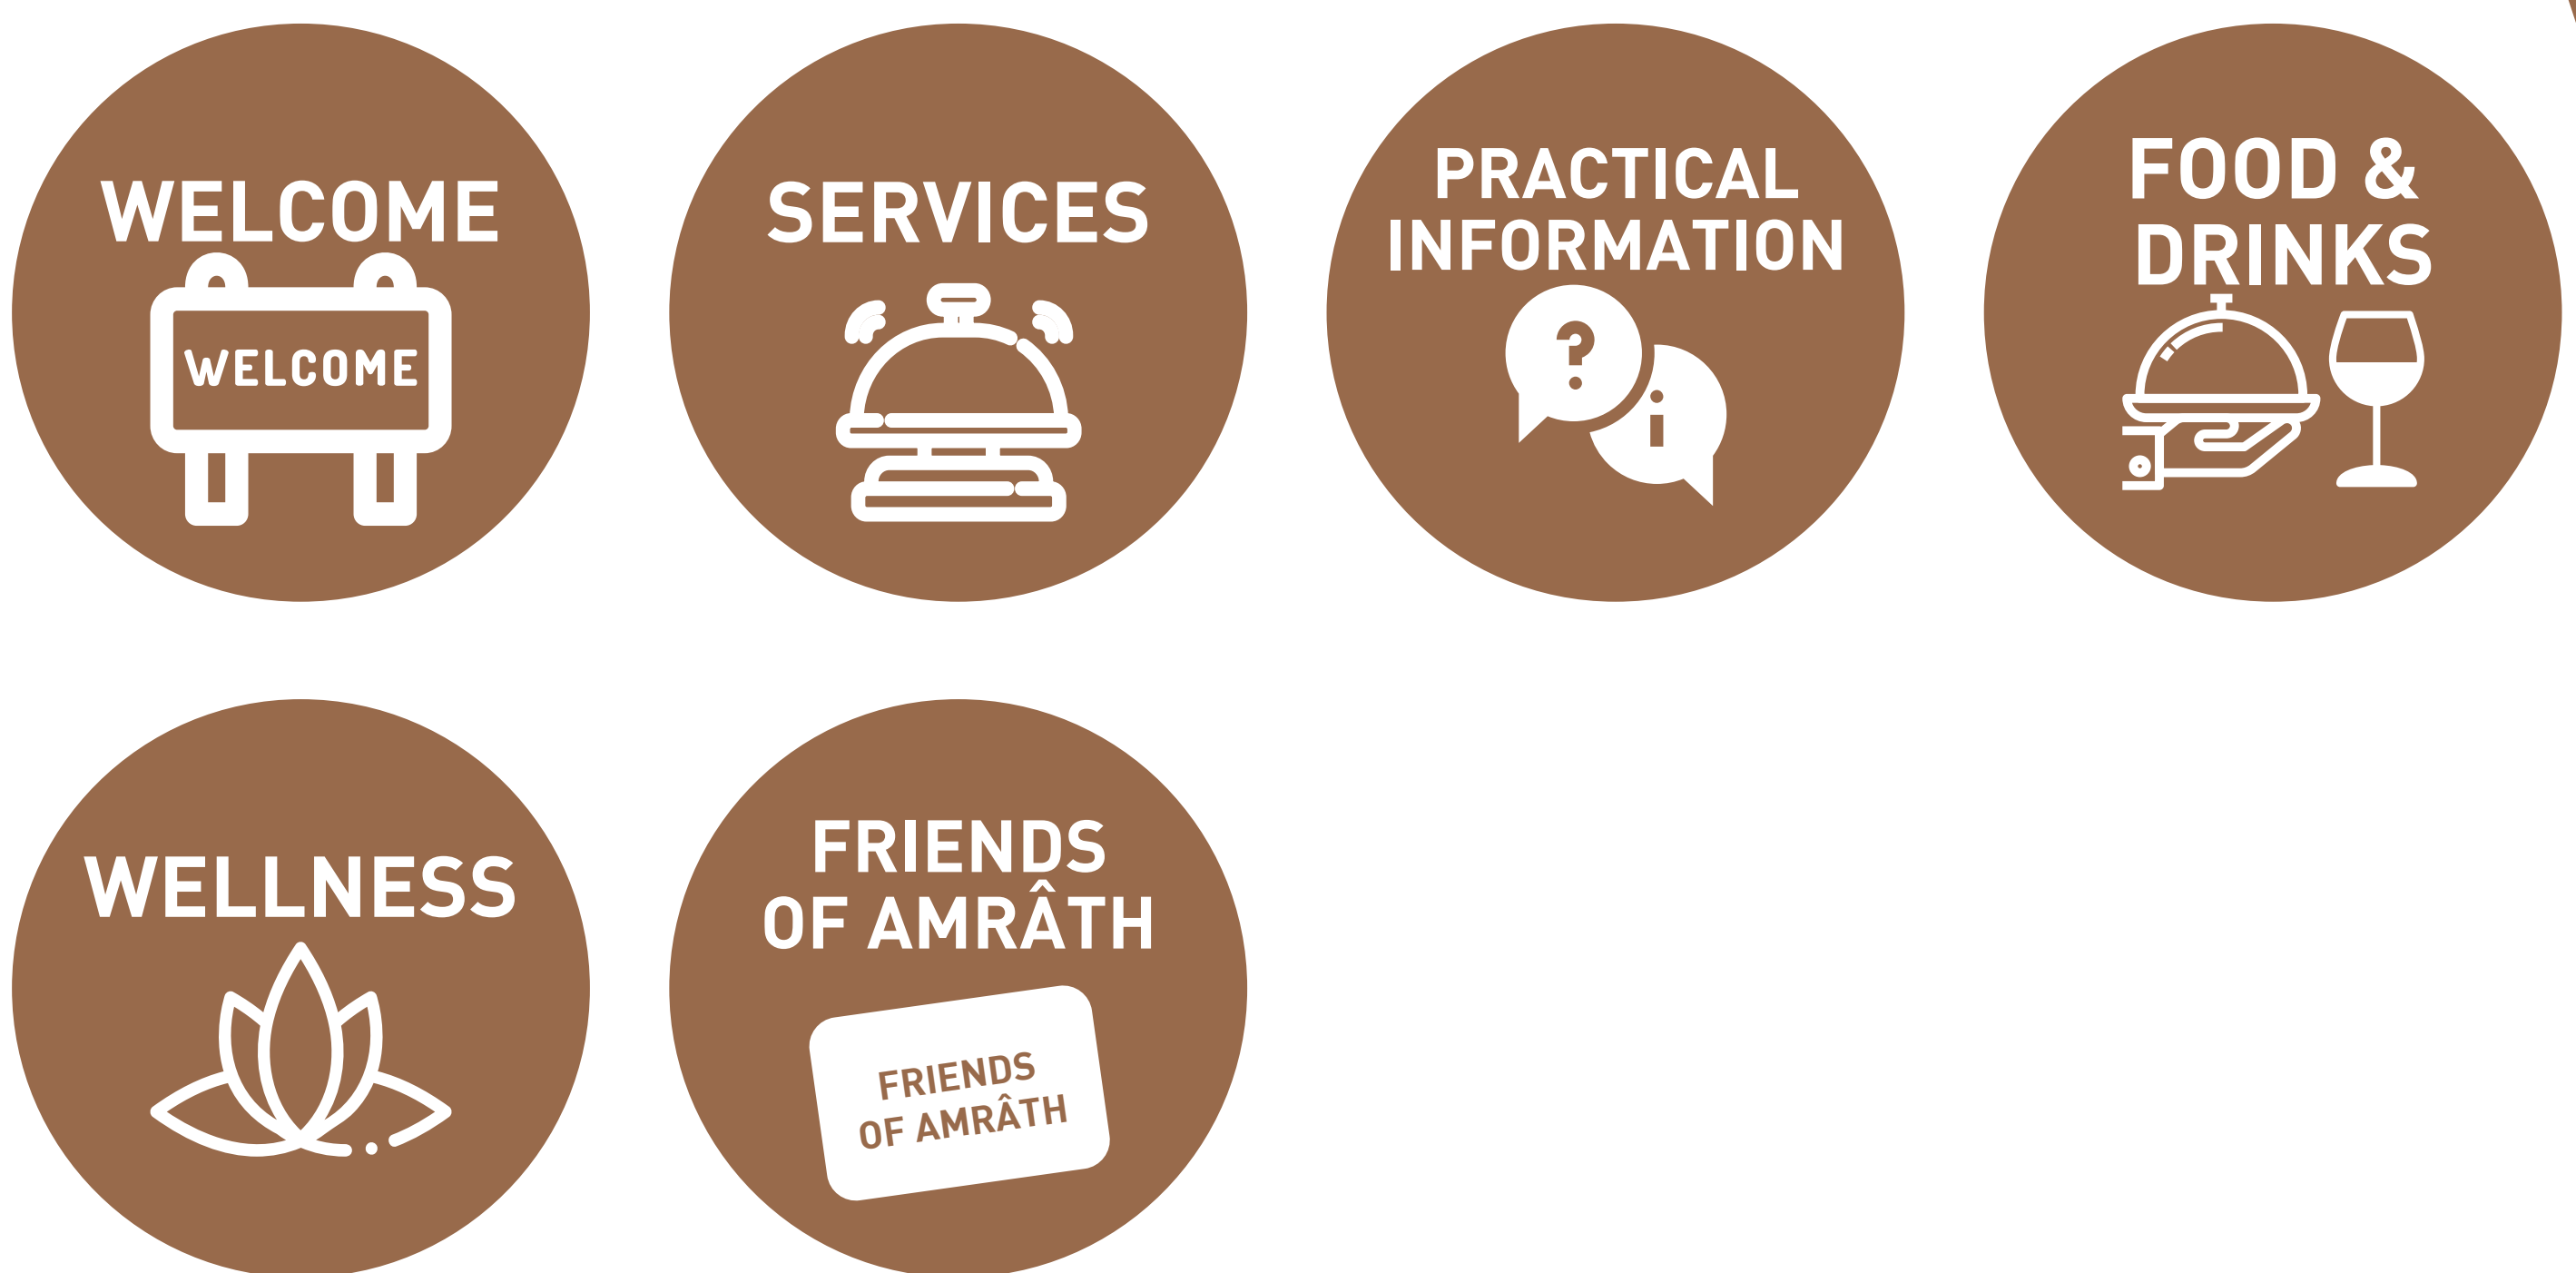 WELCOME
WELCOME
SERVICES
PRACTICAL
INFORMATION
?
i
FOOD &
DRINKS
WELLNESS
FRIENDS
OF AMRÂTH
FRIENDS
OF AMRÂTH